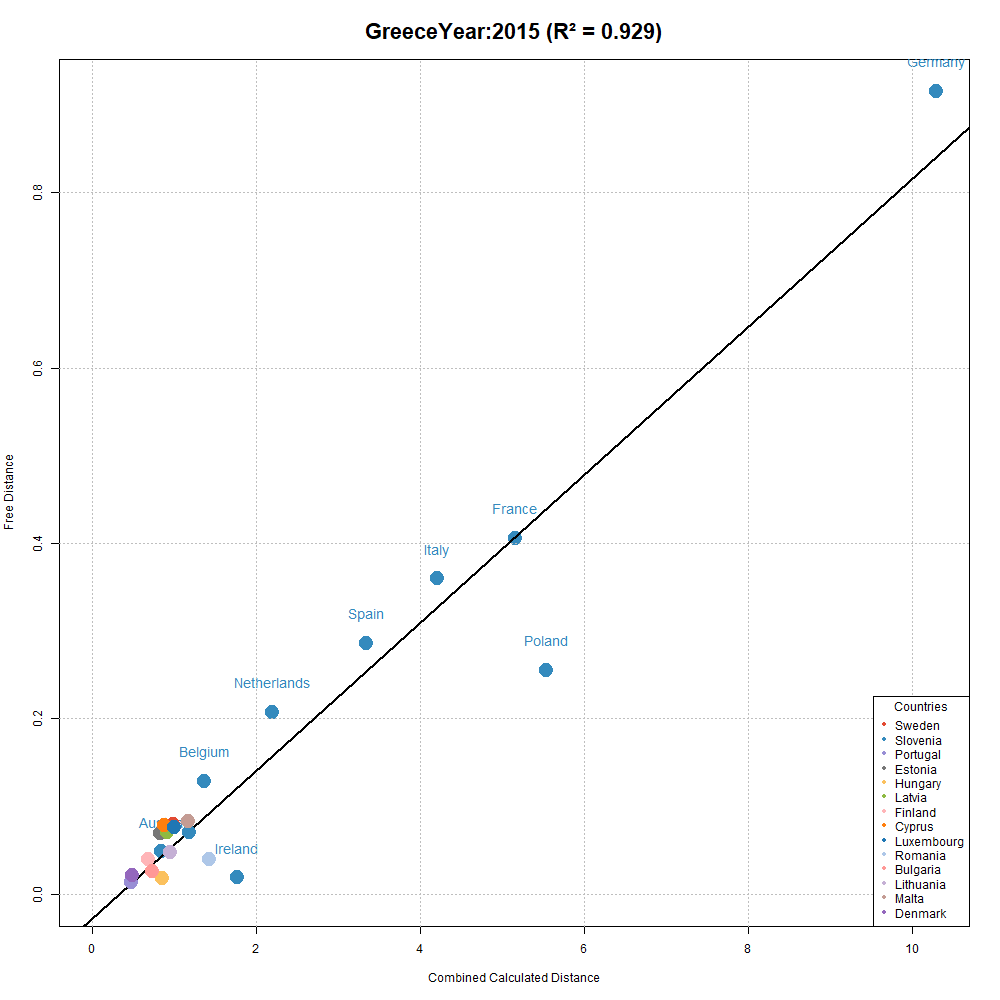 GreeceYear:2015 (R² = 0.929)
Germany
France
Italy
Spain
Poland
Netherlands
Belgium
Ireland
0.8
0.6
0.4
0.2
0.0
Free Distance
0 2 4 6 8 10
Combined Calculated Distance
Countries
Sweden
Slovenia
Portugal
Estonia
Hungary
Latvia
Finland
Cyprus
Luxembourg
Romania
Bulgaria
Lithuania
Malta
Denmark